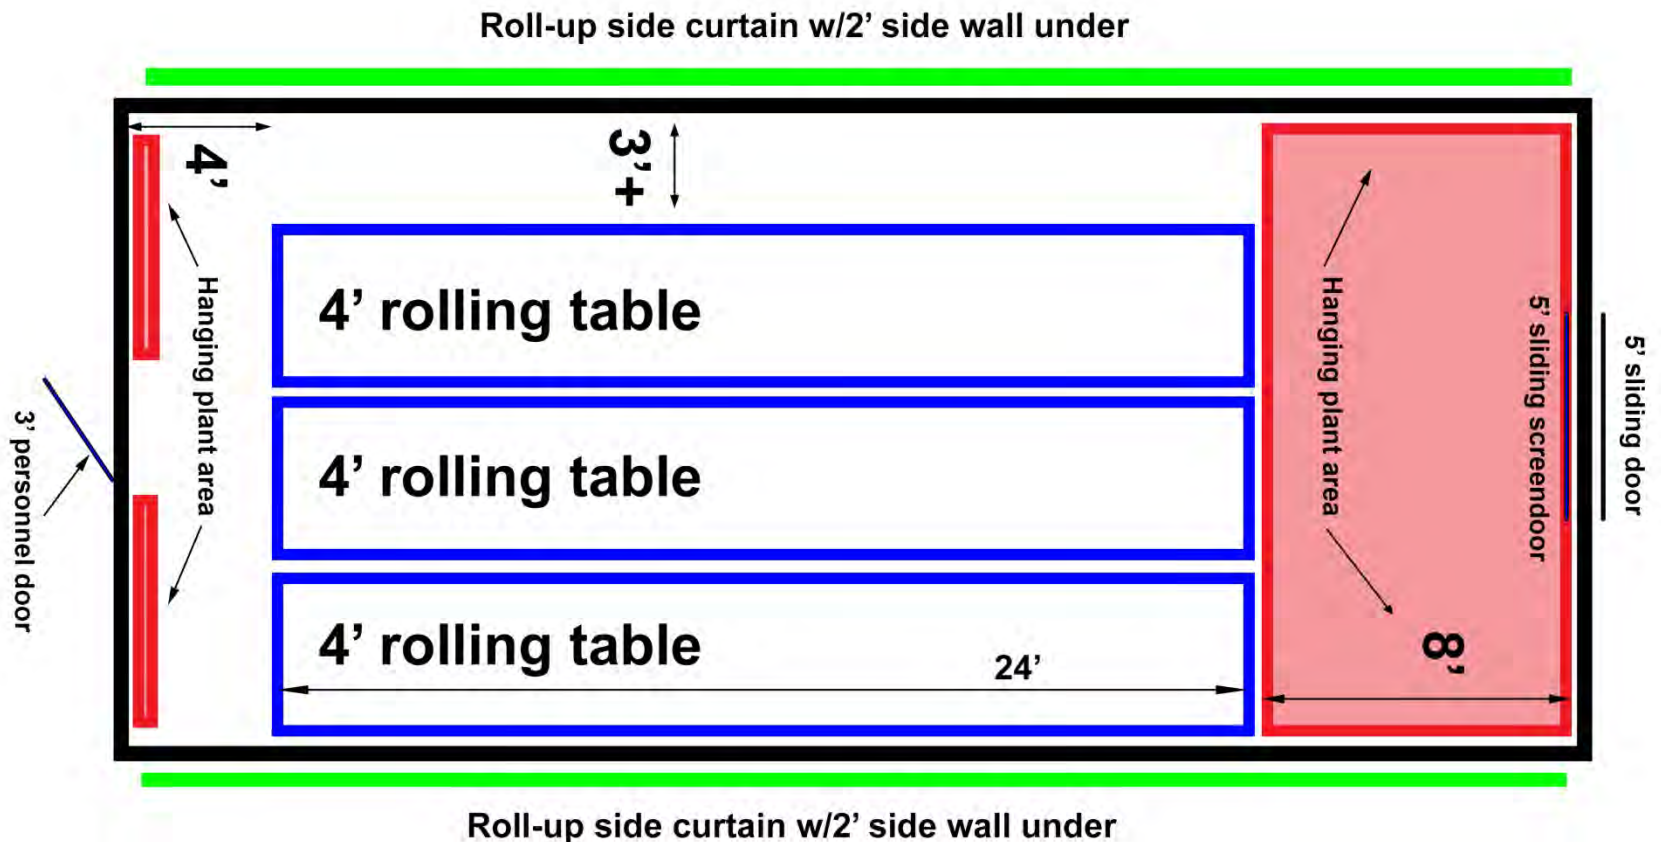 Roll-up side curtain w/2’ side wall under
4’
3’+
4’ rolling table
4’ rolling table
4’ rolling table
24’
Hanging plant area
3’ personnel door
Hanging plant area
8’
5’ sliding screendoor
5’ sliding door
Roll-up side curtain w/2’ side wall under